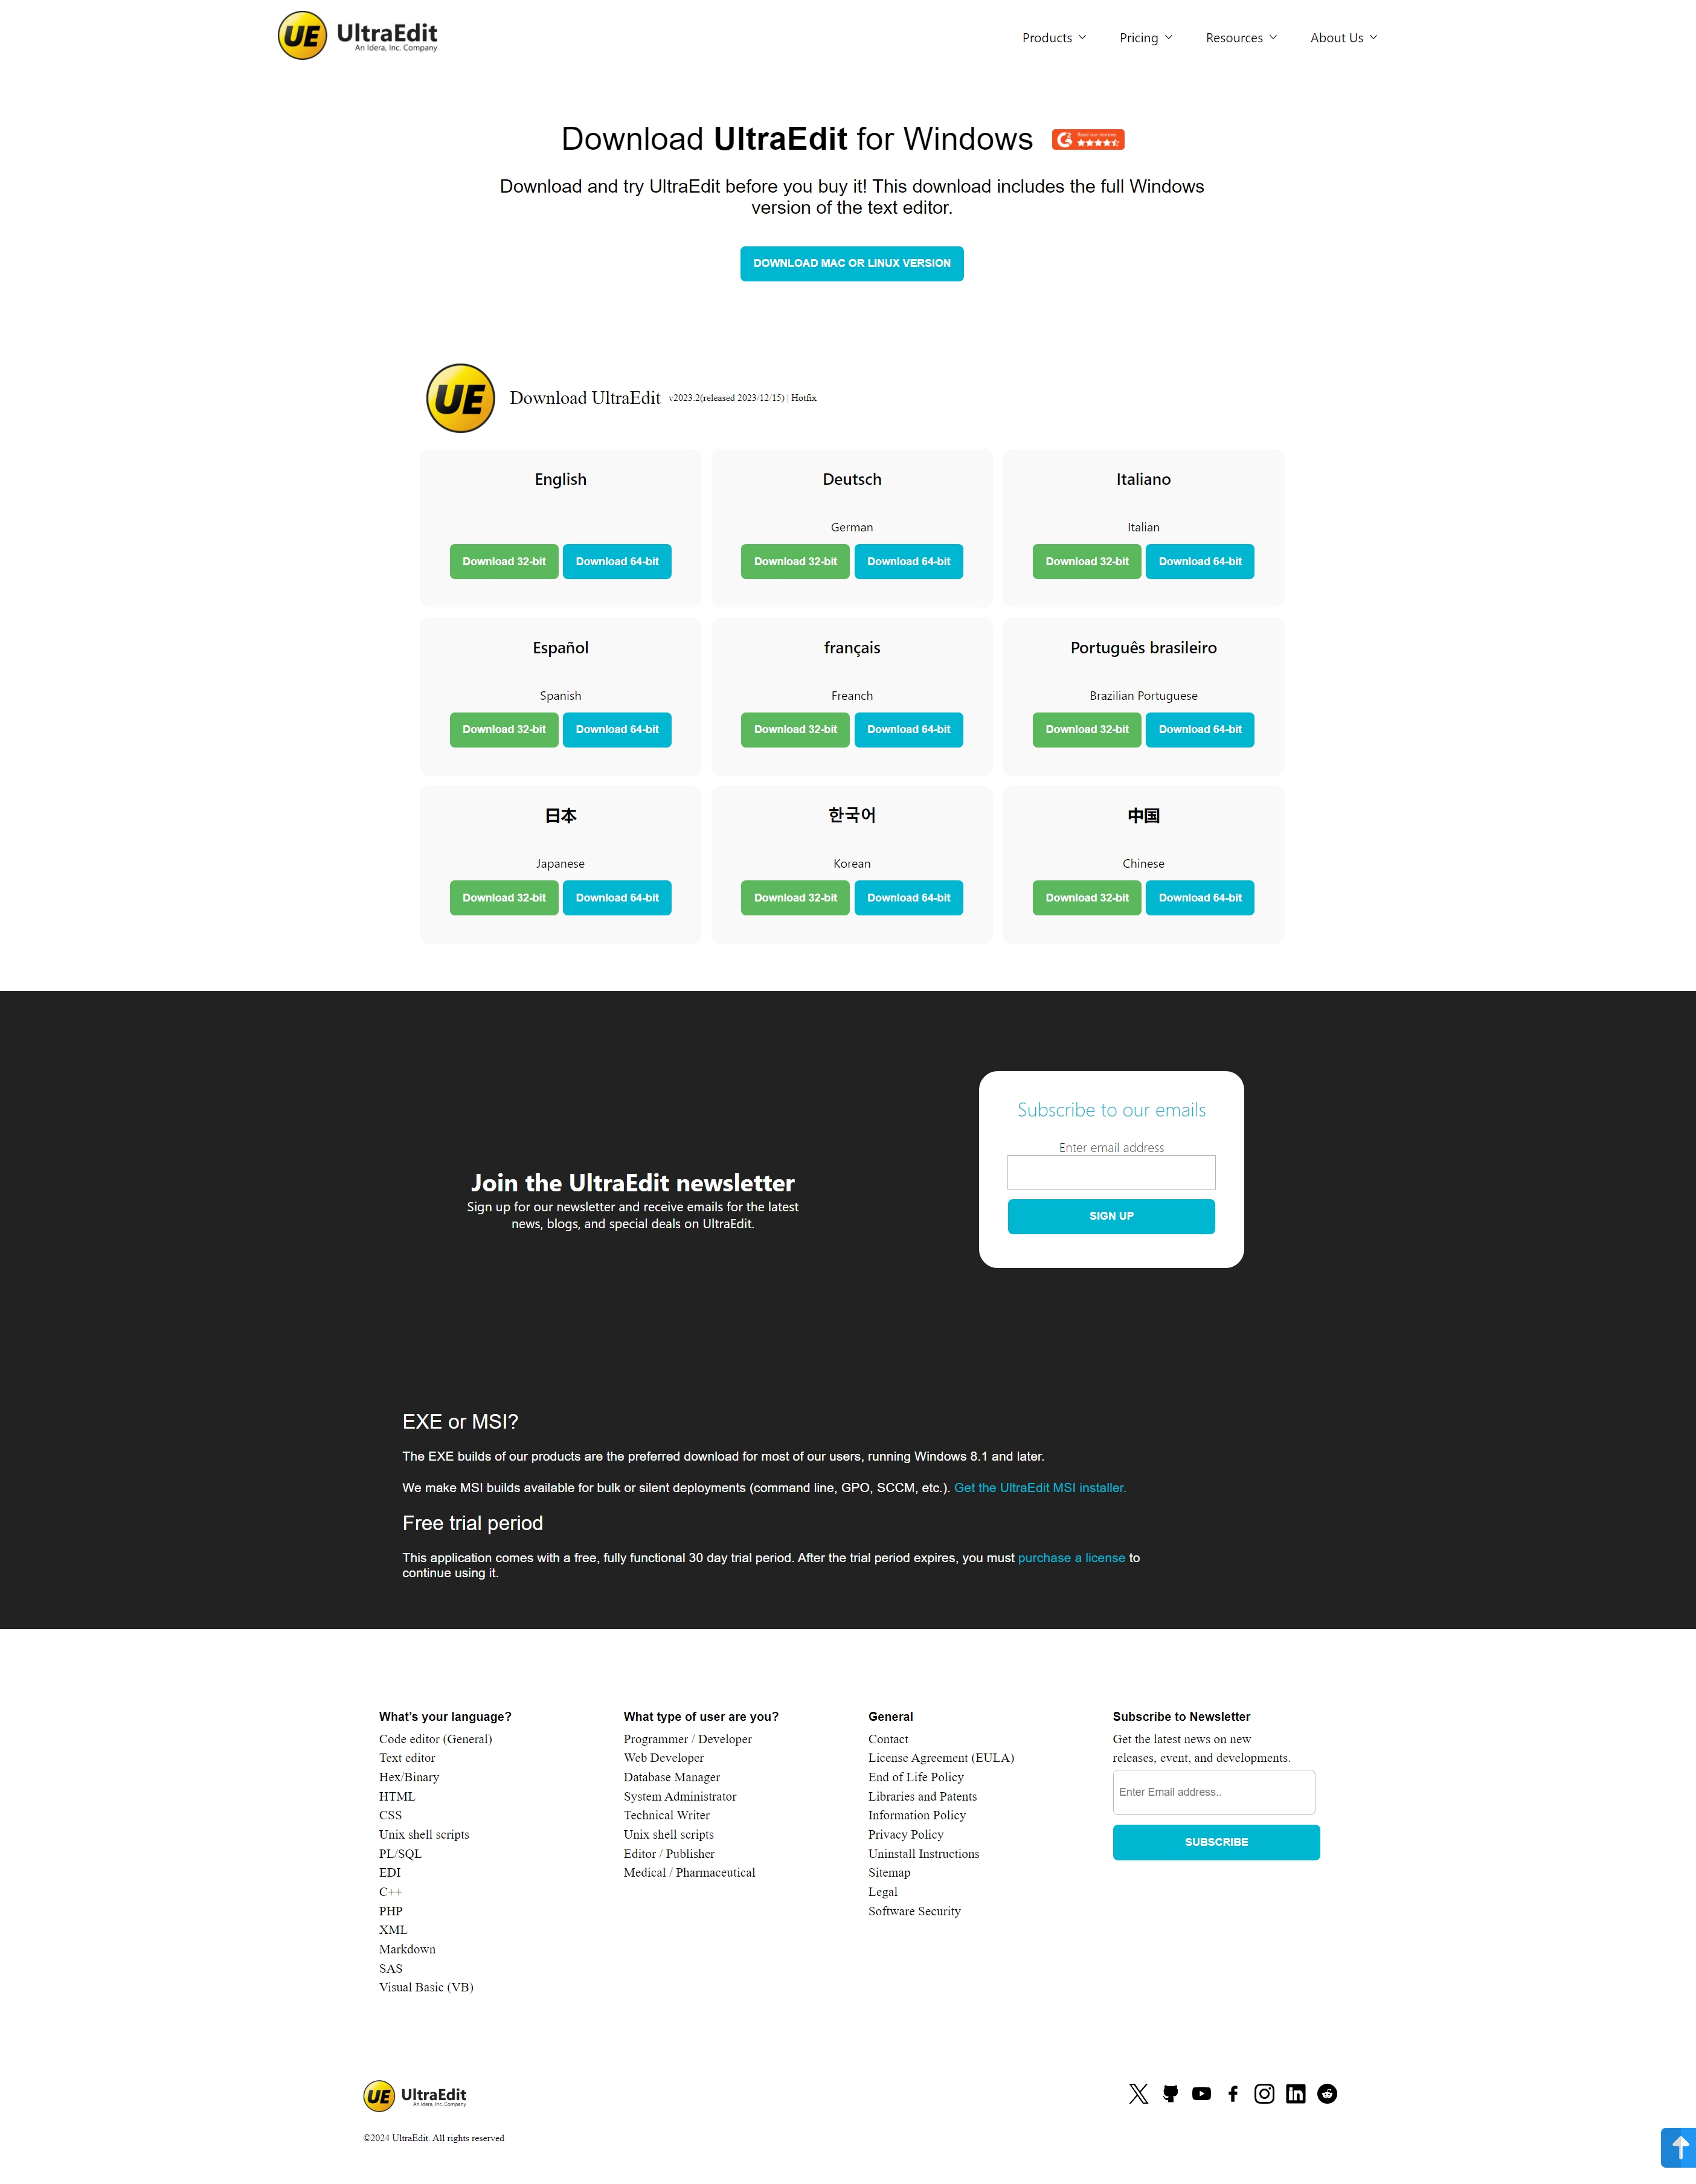 UE UltraEdit
An Idera, Inc. Company
Products Pricing Resources About Us
Download UltraEdit for Windows
Read our reviews
Download and try UltraEdit before you buy it! This download includes the full Windows
version of the text editor.
DOWNLOAD MAC OR LINUX VERSION
UE
Download UltraEdit v2023.2(released 2023/12/15) | Hotfix
English
Download 32-bit Download 64-bit
Deutsch
German
Download 32-bit Download 64-bit
Italiano
Italian
Download 32-bit Download 64-bit
Español
Spanish
Download 32-bit Download 64-bit
français
Freanch
Download 32-bit Download 64-bit
Português brasileiro
Brazilian Portuguese
Download 32-bit Download 64-bit
日本
Japanese
Download 32-bit Download 64-bit
한국어
Korean
Download 32-bit Download 64-bit
中国
Chinese
Download 32-bit Download 64-bit
Join the UltraEdit newsletter
Sign up for our newsletter and receive emails for the latest
news, blogs, and special deals on UltraEdit.
Subscribe to our emails
Enter email address
SIGN UP
EXE or MSI?
The EXE builds of our products are the preferred download for most of our users, running Windows 8.1 and later.
We make MSI builds available for bulk or silent deployments (command line, GPO, SCCM, etc.). Get the UltraEdit MSI installer.
Free trial period
This application comes with a free, fully functional 30 day trial period. After the trial period expires, you must purchase a license to
continue using it.
What's your language?
Code editor (General)
Text editor
Hex/Binary
HTML
CSS
Unix shell scripts
PL/SQL
EDI
C++
PHP
XML
Markdown
SAS
Visual Basic (VB)
What type of user are you?
Programmer / Developer
Web Developer
Database Manager
System Administrator
Technical Writer
Unix shell scripts
Editor / Publisher
Medical / Pharmaceutical
General
Contact
License Agreement (EULA)
End of Life Policy
Libraries and Patents
Information Policy
Privacy Policy
Uninstall Instructions
Sitemap
Legal
Software Security
Subscribe to Newsletter
Get the latest news on new
releases, event, and developments.
Enter Email address..
SUBSCRIBE
UE UltraEdit
An Idera, Inc. Company
©2024 UltraEdit. All rights reserved